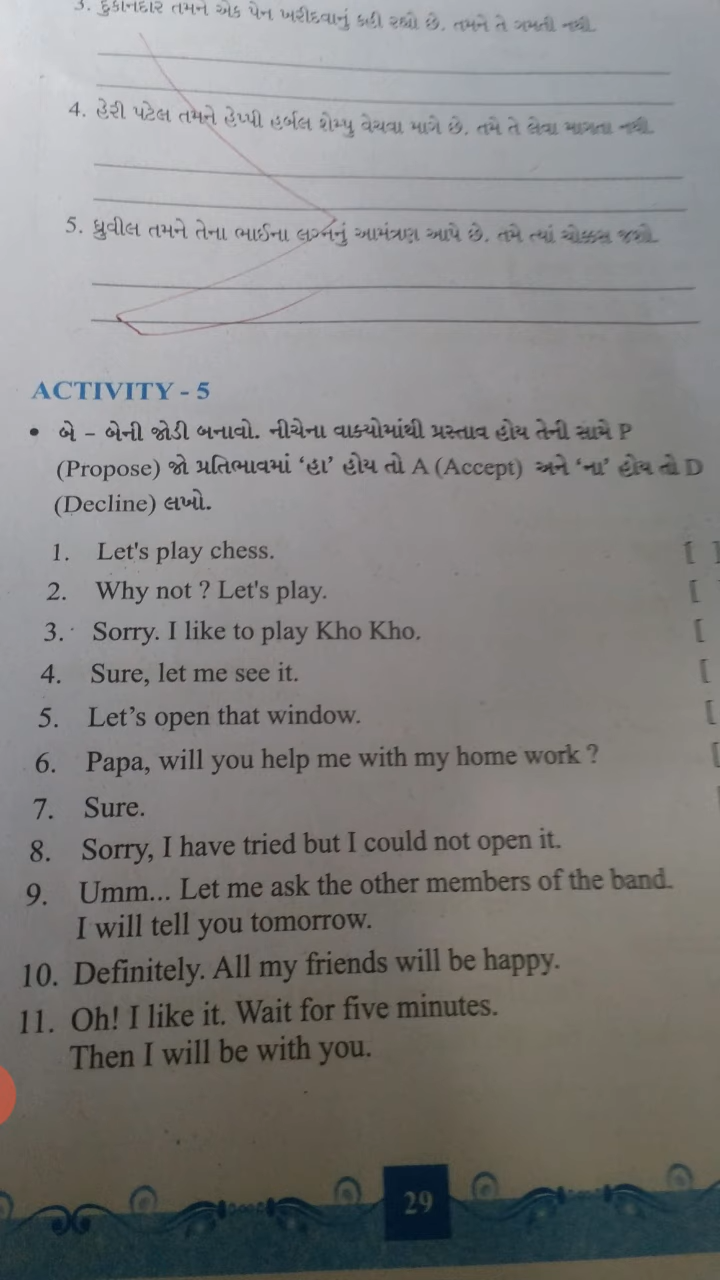 3. દુકાનદાર તમને એક પેન ખરીદવાનું કહી રહ્યો છે. તમને તે ગમતી નથી.
4. હેરી પટેલ તમને હેપ્પી હર્બલ શેમ્પુ વેચવા માગે છે. તમે તે લેવા માગતા નથી.
5. ધ્રુવીલ તમને તેના ભાઈના લગ્નનું આમંત્રણ આપે છે. તમે ત્યાં ચોક્કસ જશો.
ACTIVITY - 5
• બે – બેની જોડી બનાવો. નીચેના વાક્યોમાંથી પ્રસ્તાવ હોય તેની સામે P
(Propose) જો પ્રતિભાવમાં ‘હા’ હોય તો A (Accept) અને ‘ના’ હોય તો D
(Decline) લખો.
1. Let's play chess. [ ]
2. Why not ? Let's play. [
3. Sorry. I like to play Kho Kho. [
4. Sure, let me see it. [
5. Let’s open that window. [
6. Papa, will you help me with my home work ? [
7. Sure.
8. Sorry, I have tried but I could not open it.
9. Umm... Let me ask the other members of the band.
I will tell you tomorrow.
10. Definitely. All my friends will be happy.
11. Oh! I like it. Wait for five minutes.
Then I will be with you.
29